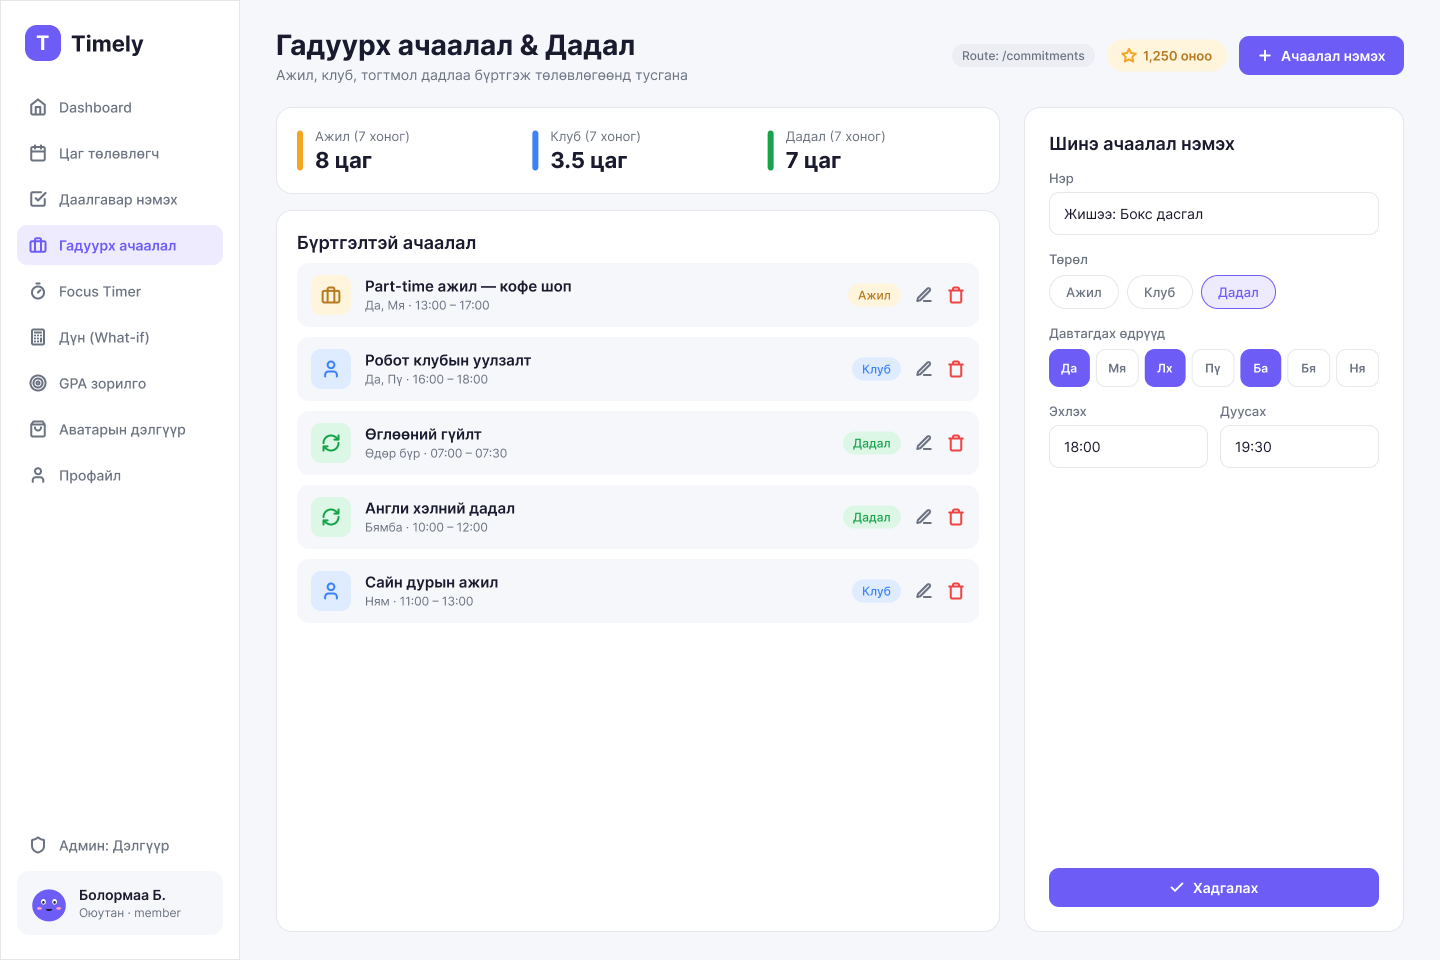 T Timely
Dashboard
Цаг төлөвлөгч
Даалгавар нэмэх
Гадуурх ачаалал
Focus Timer
Дүн (What-if)
GPA зорилго
Аватарын дэлгүүр
Профайл
Админ: Дэлгүүр
Болормаа Б.
Оюутан · member
Гадуурх ачаалал & Дадал
Ажил, клуб, тогтмол дадлаа бүртгэж төлөвлөгөөнд тусгана
Route: /commitments
1,250 оноо
Ачаалал нэмэх
Ажил (7 хоног)
8 цаг
Клуб (7 хоног)
3.5 цаг
Дадал (7 хоног)
7 цаг
Бүртгэлтэй ачаалал
Part-time ажил — кофе шоп
Да, Мя · 13:00 – 17:00
Ажил
Робот клубын уулзалт
Да, Пү · 16:00 – 18:00
Клуб
Өглөөний гүйлт
Өдөр бүр · 07:00 – 07:30
Дадал
Англи хэлний дадал
Бямба · 10:00 – 12:00
Дадал
Сайн дурын ажил
Ням · 11:00 – 13:00
Клуб
Шинэ ачаалал нэмэх
Нэр
Жишээ: Бокс дасгал
Төрөл
Ажил Клуб Дадал
Давтагдах өдрүүд
Да Мя Лх Пү Ба Бя Ня
Эхлэх Дуусах
18:00 19:30
Хадгалах